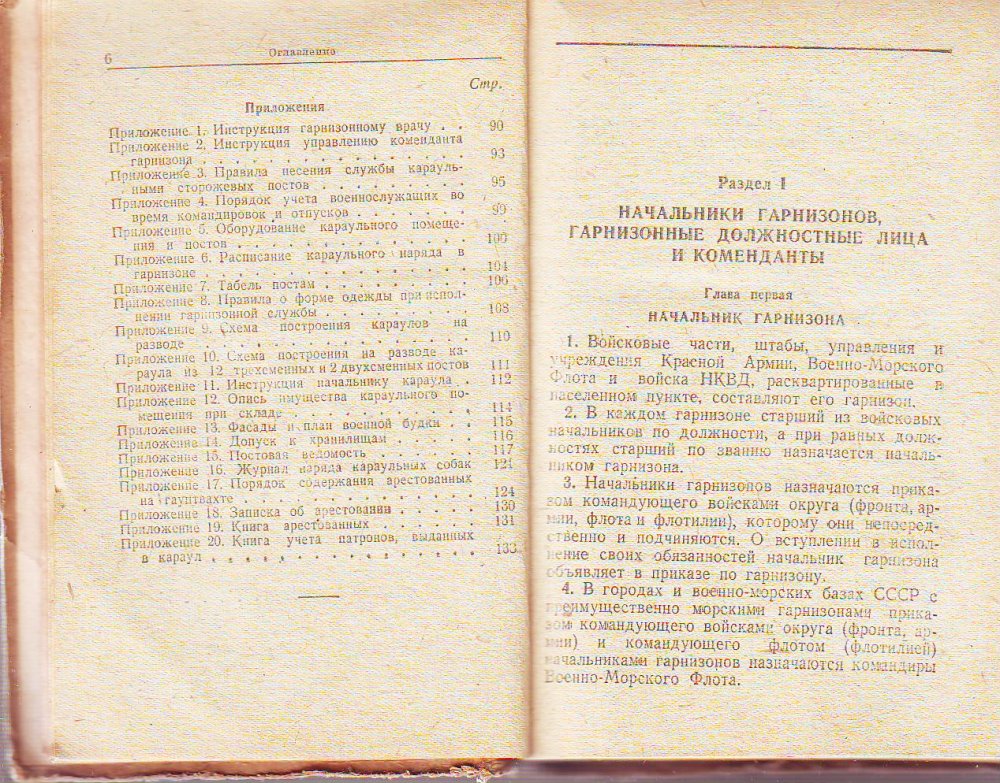 6
Оглавление
Стр.
Приложения
Приложение 1. Инструкция гарнизонному врачу . . 90
Приложение 2. Инструкция управлению коменданта
гарнизона . . . . . . . . . . . . . . . 93
Приложение 3. Правила несения службы карауль-
ными сторожевых постов . . . . . . . . . 95
Приложение 4. Порядок учета военнослужащих во
время командировок и отпусков . . . . . . . 99
Приложение 5. Оборудование караульного помеще-
ния и постов . . . . . . . . . . . . . . 100
Приложение 6. Расписание караульного наряда в
гарнизоне . . . . . . . . . . . . . . . 104
Приложение 7. Табель постам . . . . . . . . . 106
Приложение 8. Правила о форме одежды при испол-
нении гарнизонной службы . . . . . . . . . 108
Приложение 9. Схема построения караулов на
разводе . . . . . . . . . . . . . . . . 110
Приложение 10. Схема построения на разводе ка-
раула из 12 трехсменных и 2 двухсменных постов 111
Приложение 11. Инструкция начальнику караула . 112
Приложение 12. Опись имущества караульного по-
мещения при складе . . . . . . . . . . . 114
Приложение 13. Фасады и план военной будки . . 115
Приложение 14. Допуск к хранилищам . . . . . 116
Приложение 15. Постовая ведомость . . . . . . 117
Приложение 16. Журнал наряда караульных собак 121
Приложение 17. Порядок содержания арестованных
на гауптвахте . . . . . . . . . . . . . . 124
Приложение 18. Записка об арестовании . . . . . 130
Приложение 19. Книга арестованных . . . . . . 131
Приложение 20. Книга учета патронов, выданных
в караул . . . . . . . . . . . . . . . . 133
Раздел I
НАЧАЛЬНИКИ ГАРНИЗОНОВ,
ГАРНИЗОННЫЕ ДОЛЖНОСТНЫЕ ЛИЦА
И КОМЕНДАНТЫ
Глава первая
НАЧАЛЬНИК ГАРНИЗОНА
1. Войсковые части, штабы, управления и
учреждения Красной Армии, Военно-Морского
Флота и войска НКВД, расквартированные в
населенном пункте, составляют его гарнизон.
2. В каждом гарнизоне старший из войсковых
начальников по должности, а при равных долж-
ностях старший по званию назначается началь-
ником гарнизона.
3. Начальники гарнизонов назначаются прика-
зом командующего войсками округа (фронта, ар-
мии, флота и флотилии), которому они непосред-
ственно и подчиняются. О вступлении в испол-
нение своих обязанностей начальник гарнизона
объявляет в приказе по гарнизону.
4. В городах и военно-морских базах СССР с
преимущественно морскими гарнизонами прика-
зом командующего войсками округа (фронта, ар-
мии) и командующего флотом (флотилией)
начальниками гарнизонов назначаются командиры
Военно-Морского Флота.